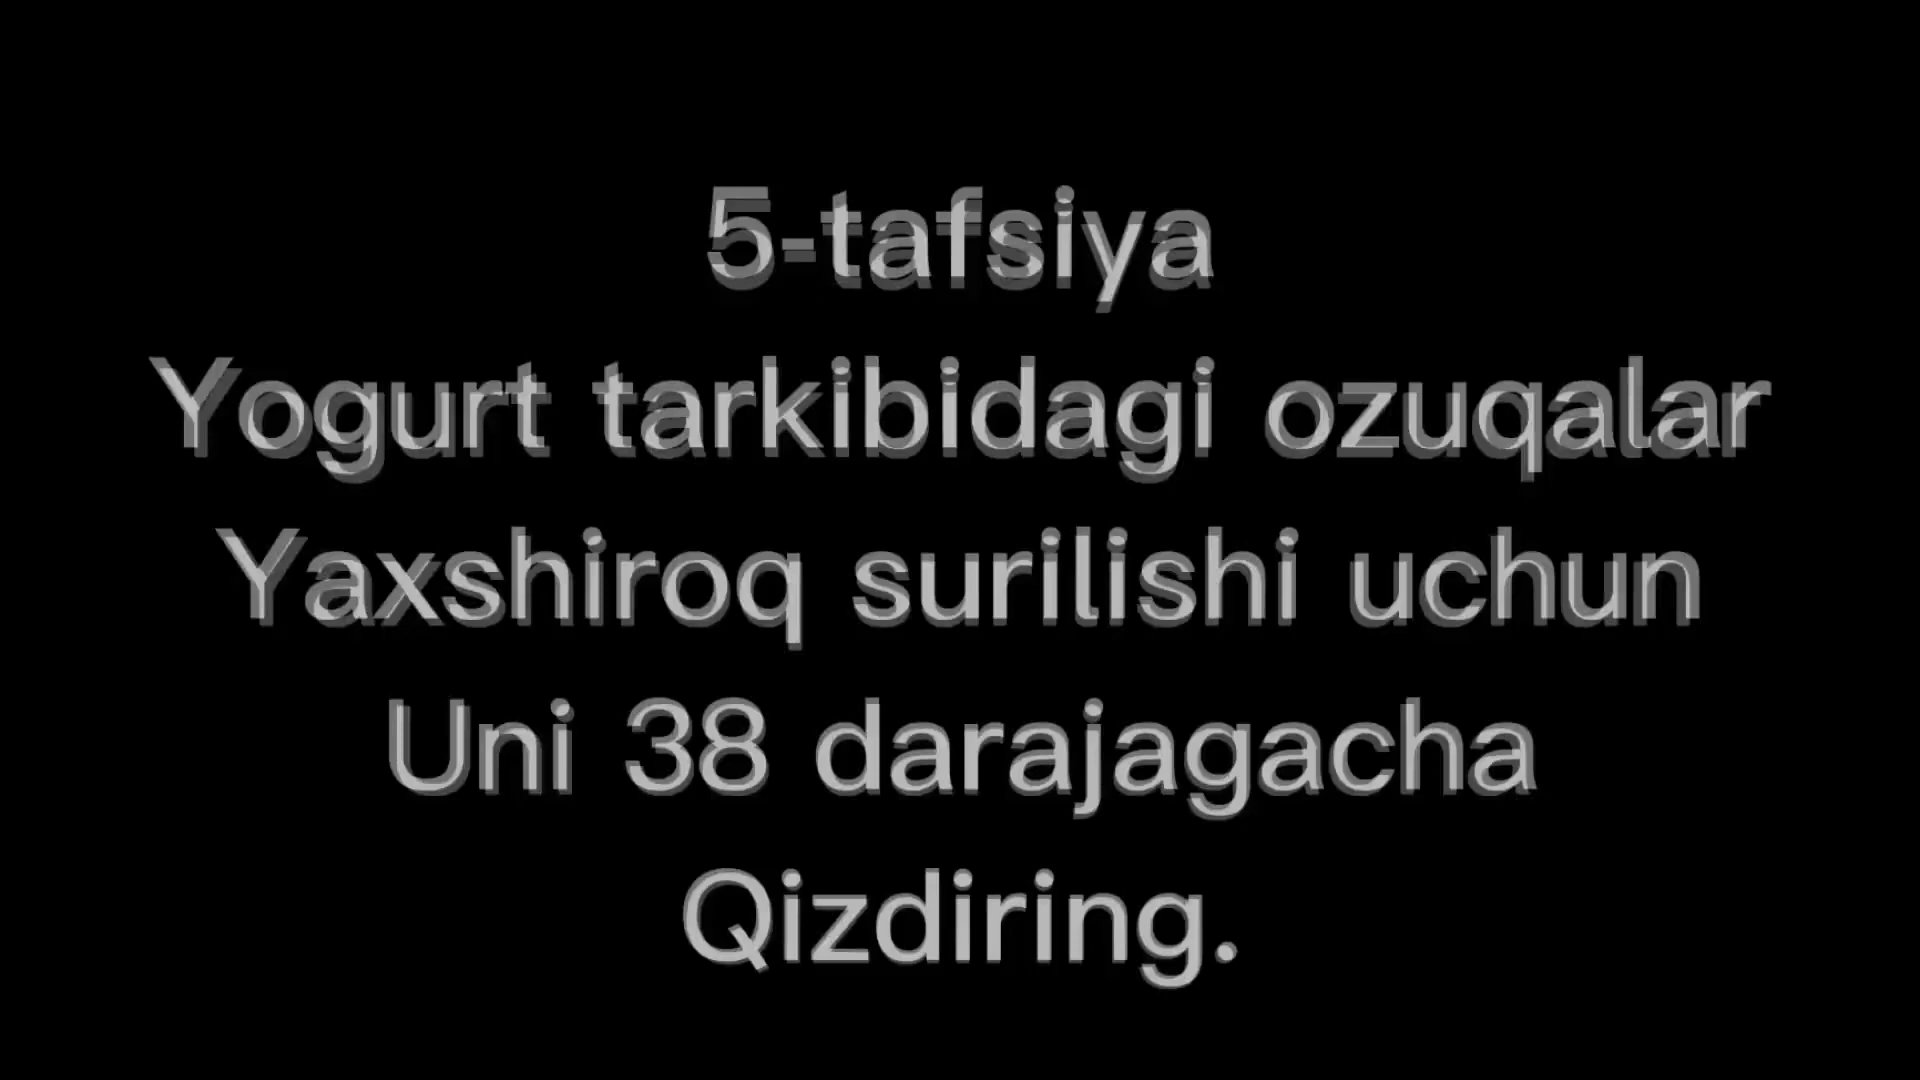 5-tafsiya
Yogurt tarkibidagi ozuqalar
Yaxshiroq surilishi uchun
Uni 38 darajagacha
Qizdiring.